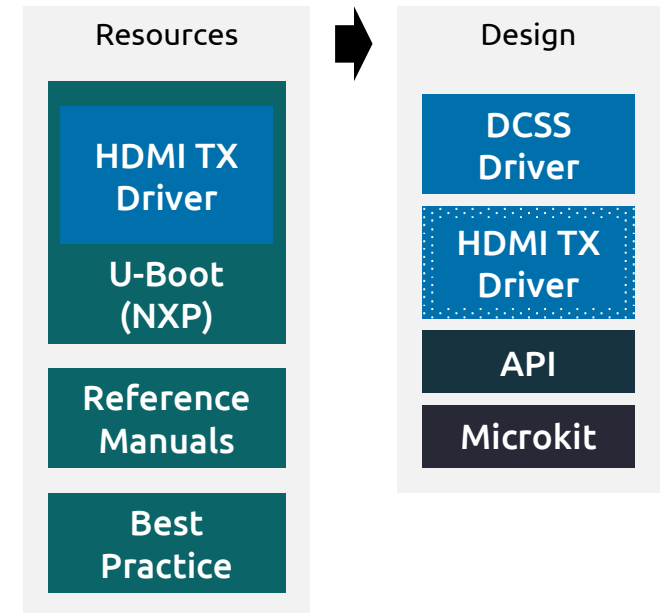 Resources
HDMI TX
Driver
U-Boot
(NXP)
Reference
Manuals
Best
Practice
Design
DCSS
Driver
HDMI TX
Driver
API
Microkit